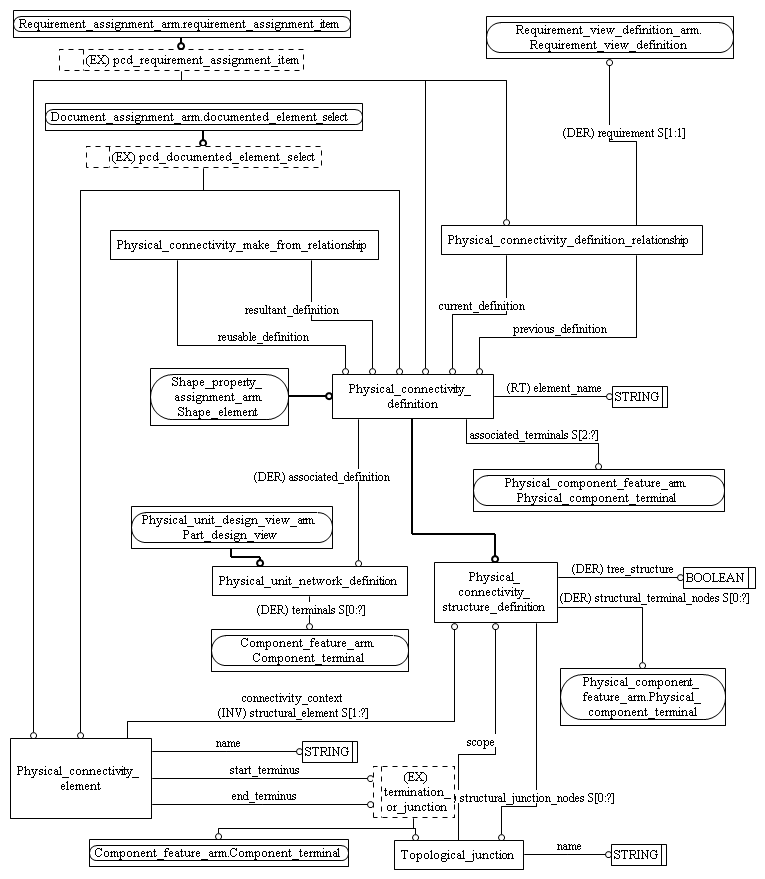 Requirement_assignment_arm.requirement_assignment_item
(EX) pcd_requirement_assignment_item
Requirement_view_definition_arm.
Requirement_view_definition
Document_assignment_arm.documented_element_select
(EX) pcd_documented_element_select
(DER) requirement S[1:1]
Physical_connectivity_make_from_relationship
Physical_connectivity_definition_relationship
resultant_definition
current_definition
reusable_definition
previous_definition
Shape_property_
assignment_arm.
Shape_element
Physical_connectivity_
definition
(RT) element_name
STRING
associated_terminals S[2:?]
(DER) associated_definition
Physical_component_feature_arm.
Physical_component_terminal
Physical_unit_design_view_arm.
Part_design_view
Physical_unit_network_definition
Physical_
connectivity_
structure_definition
(DER) tree_structure
BOOLEAN
(DER) structural_terminal_nodes S[0:?]
(DER) terminals S[0:?]
Component_feature_arm.
Component_terminal
Physical_component_
feature_arm.Physical_
component_terminal
connectivity_context
(INV) structural_element S[1:?]
Physical_connectivity_
element
name
STRING
scope
start_terminus
end_terminus
(EX)
termination_
or_junction
structural_junction_nodes S[0:?]
Component_feature_arm.Component_terminal
Topological_junction
name
STRING